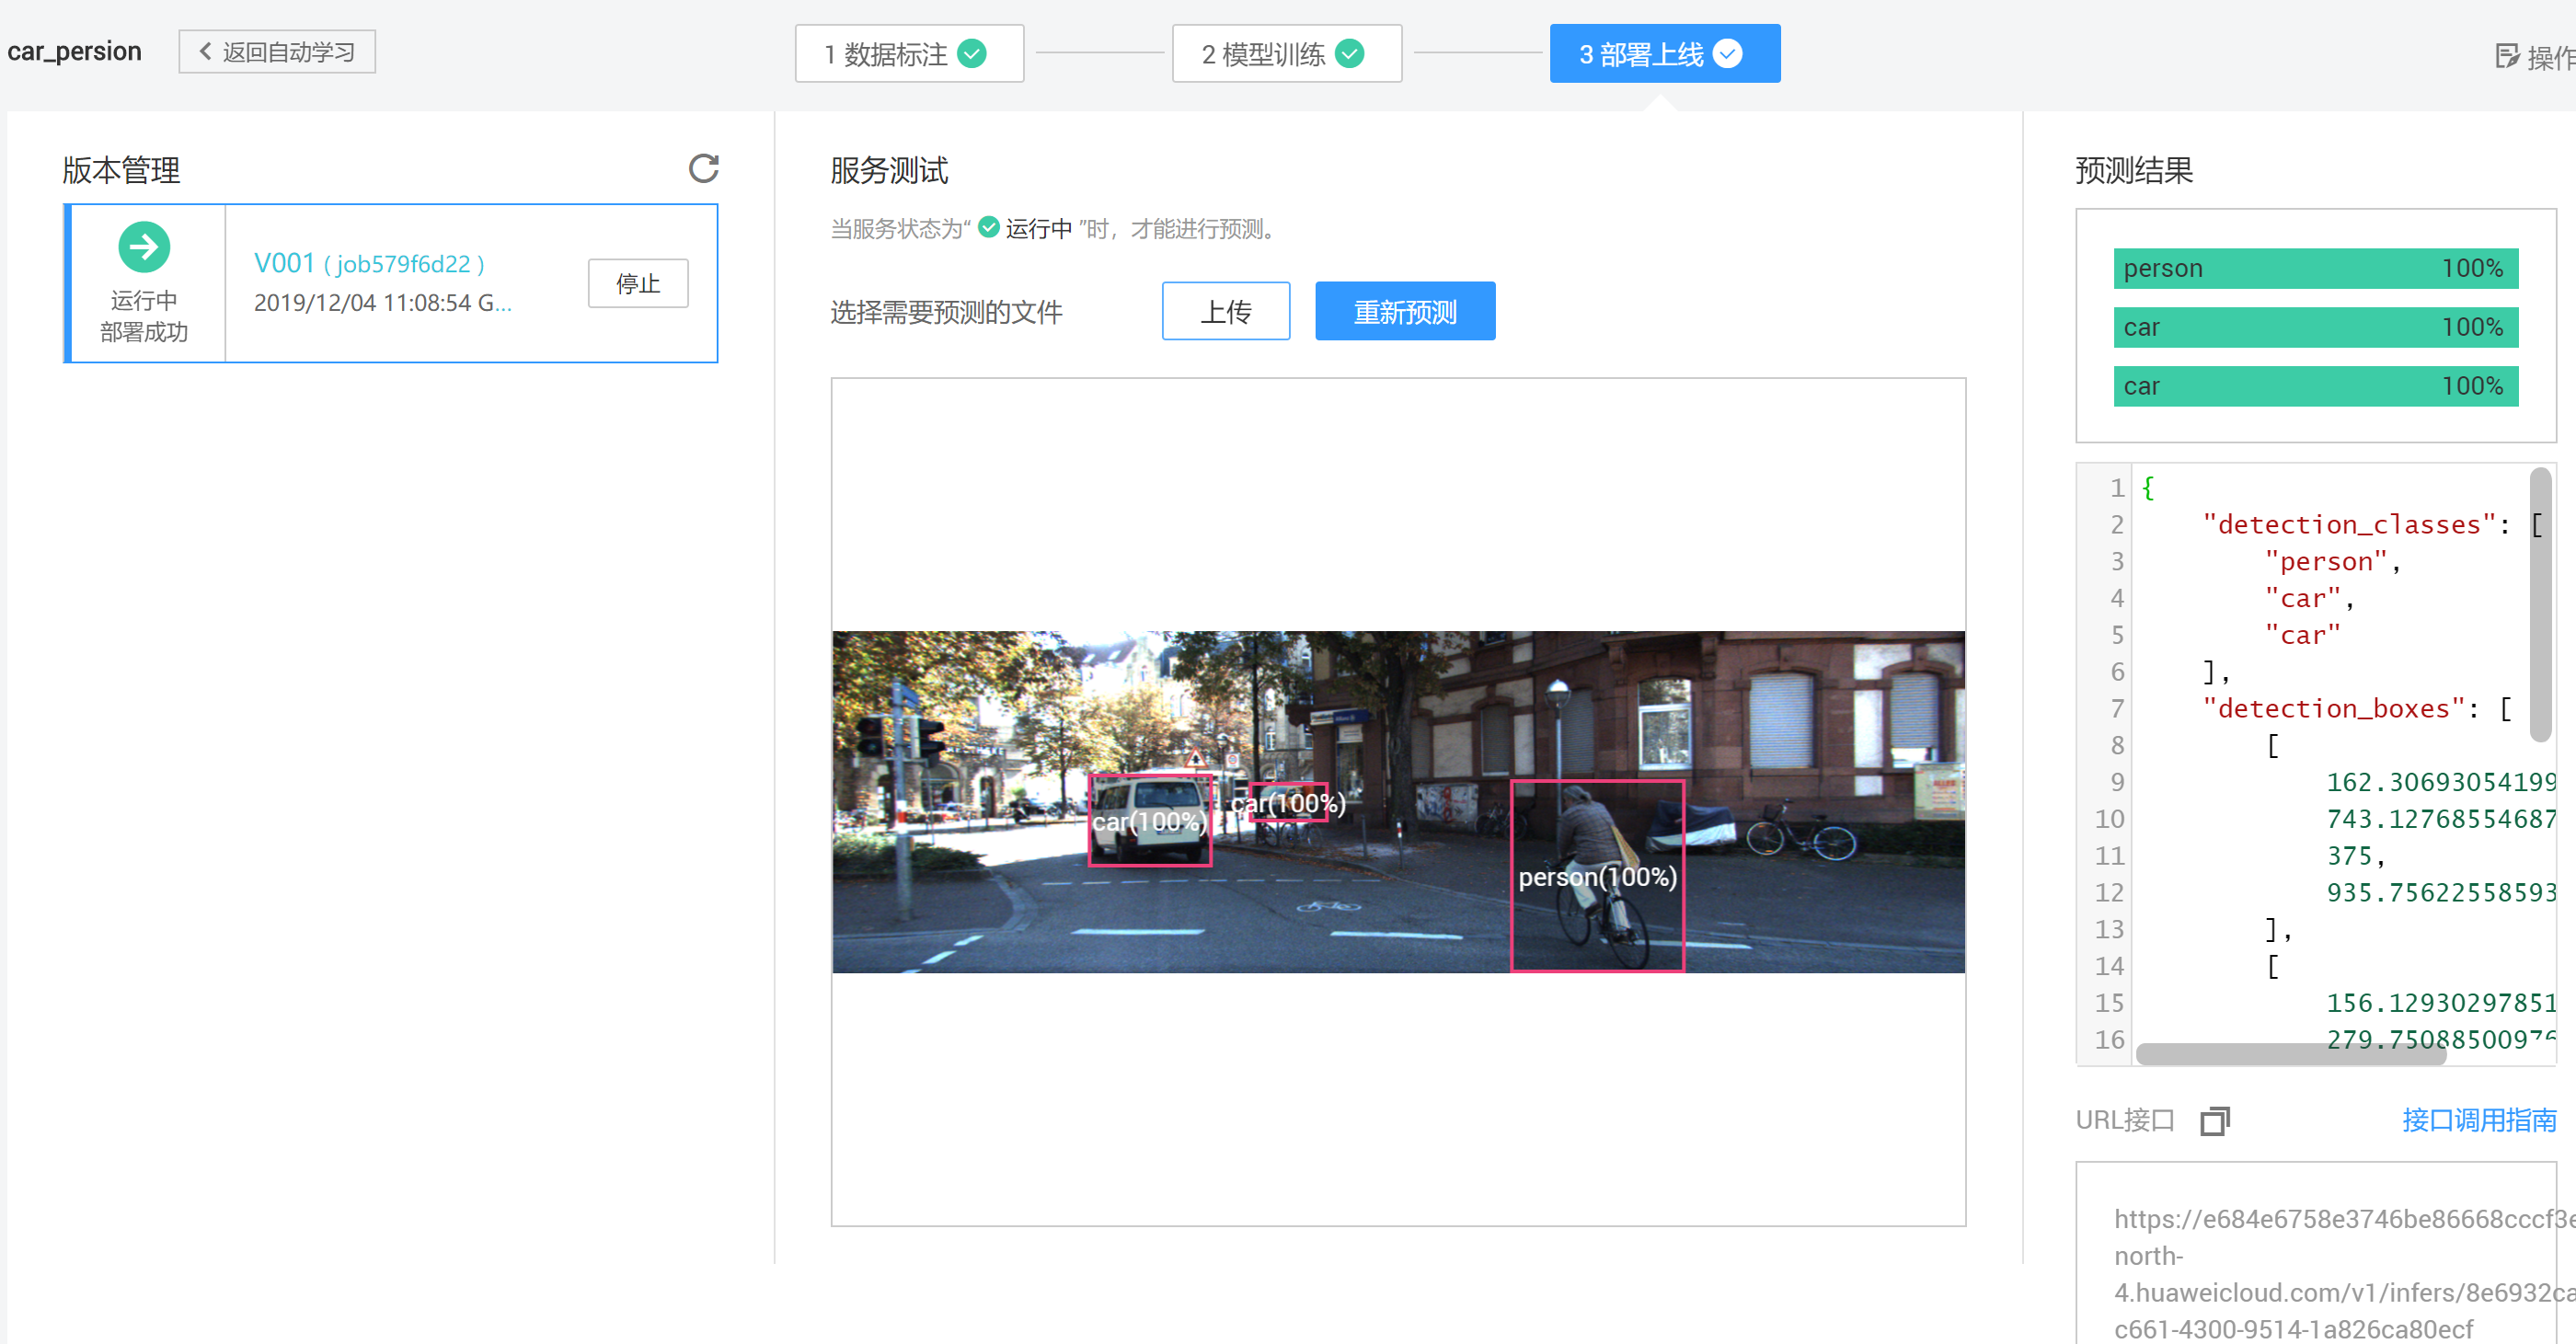 car_persion
返回自动学习
1 数据标注
2 模型训练
3 部署上线
操作
版本管理
运行中
部署成功
V001 ( job579f6d22 )
2019/12/04 11:08:54 G...
停止
服务测试
当服务状态为“ 运行中 ”时，才能进行预测。
选择需要预测的文件
上传
重新预测
car(100%)
car(100%)
person(100%)
预测结果
person 100%
car 100%
car 100%
1 {
2 "detection_classes": [
3 "person",
4 "car",
5 "car"
6 ],
7 "detection_boxes": [
8 [
9 162.30693054199
10 743.12768554687
11 375,
12 935.75622558593
13 ],
14 [
15 156.12930297851
16 279.75088500976
URL接口
接口调用指南
https://e684e6758e3746be86668cccf3e
north-
4.huaweicloud.com/v1/infers/8e6932ca
c661-4300-9514-1a826ca80ecf